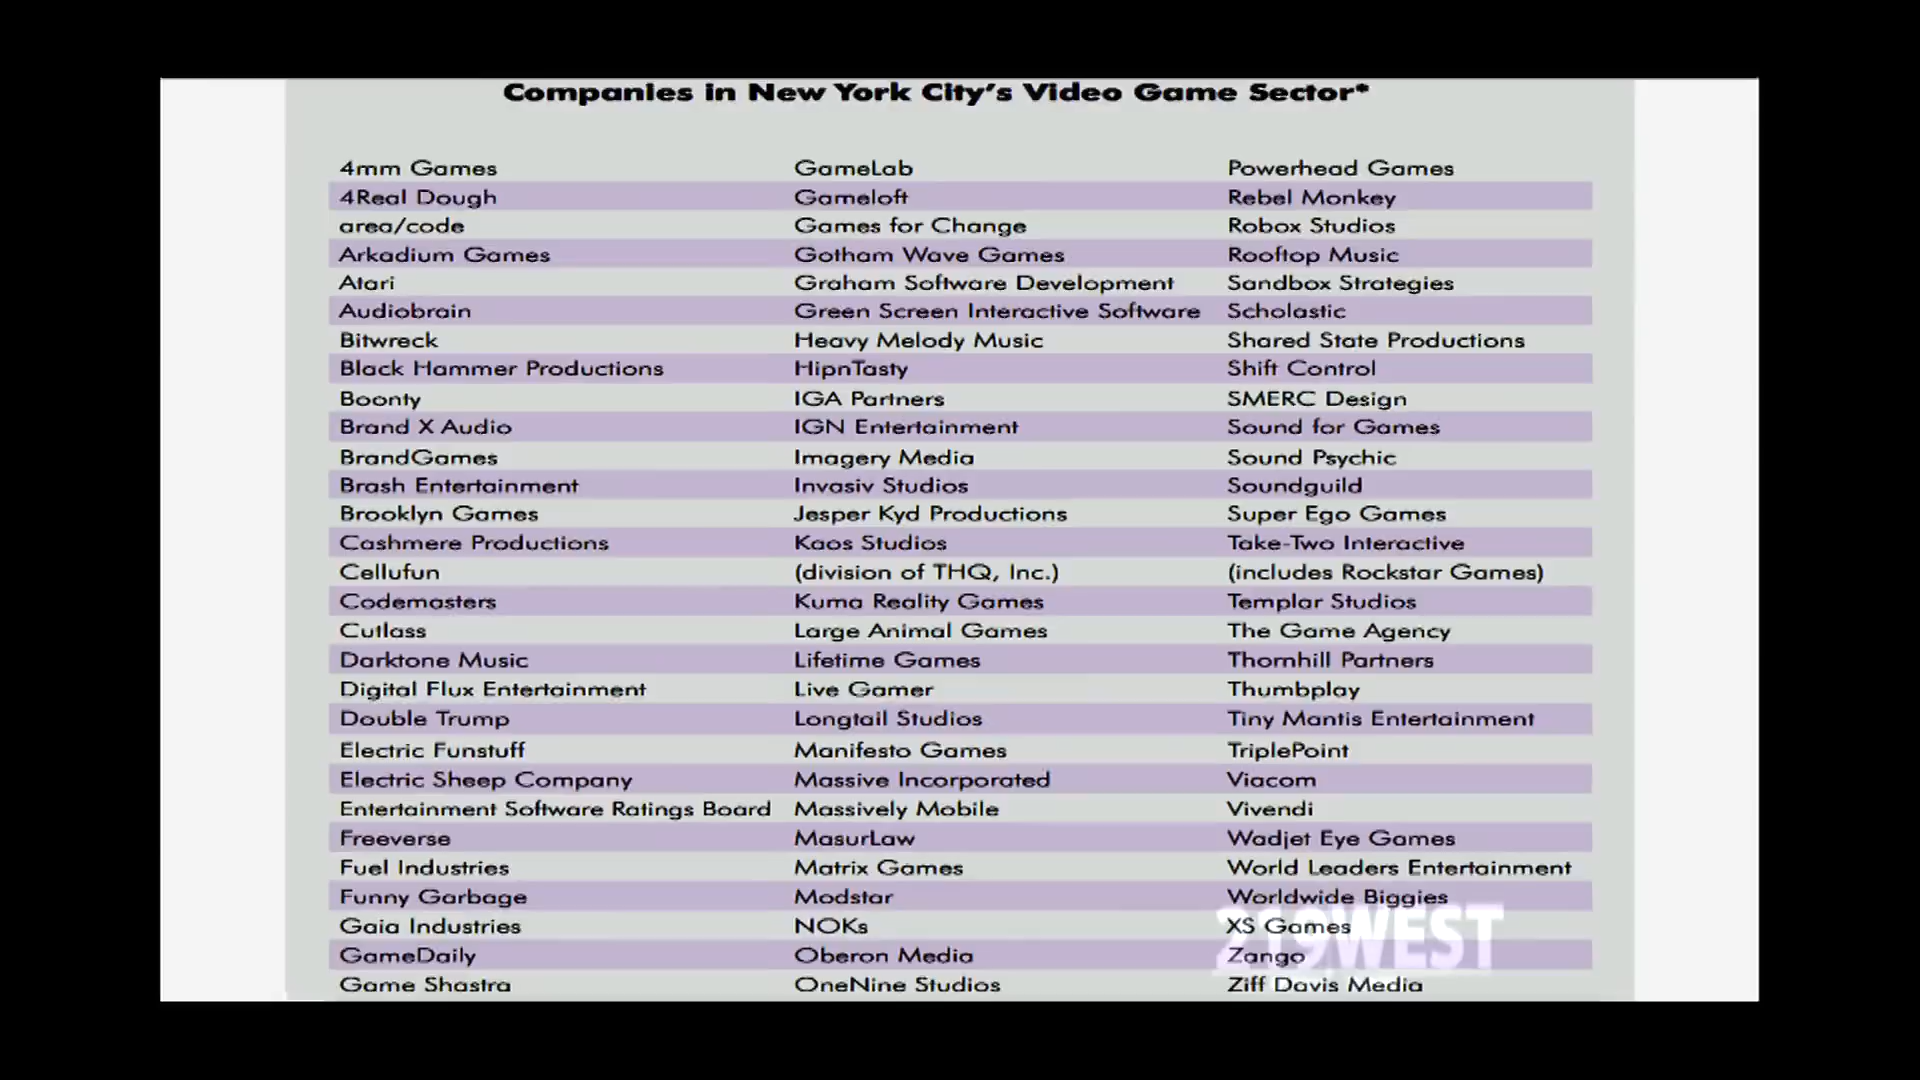 Companies in New York City's Video Game Sector*
4mm Games
4Real Dough
area/code
Arkadium Games
Atari
Audiobrain
Bitwreck
Black Hammer Productions
Boonty
Brand X Audio
BrandGames
Brash Entertainment
Brooklyn Games
Cashmere Productions
Cellufun
Codemasters
Cutlass
Darktone Music
Digital Flux Entertainment
Double Trump
Electric Funstuff
Electric Sheep Company
Entertainment Software Ratings Board
Freeverse
Fuel Industries
Funny Garbage
Gaia Industries
GameDaily
Game Shastra
GameLab
Gameloft
Games for Change
Gotham Wave Games
Graham Software Development
Green Screen Interactive Software
Heavy Melody Music
HipnTasty
IGA Partners
IGN Entertainment
Imagery Media
Invasiv Studios
Jesper Kyd Productions
Kaos Studios
(division of THQ, Inc.)
Kuma Reality Games
Large Animal Games
Lifetime Games
Live Gamer
Longtail Studios
Manifesto Games
Massive Incorporated
Massively Mobile
MasurLaw
Matrix Games
Modstar
NOKs
Oberon Media
OneNine Studios
Powerhead Games
Rebel Monkey
Robox Studios
Rooftop Music
Sandbox Strategies
Scholastic
Shared State Productions
Shift Control
SMERC Design
Sound for Games
Sound Psychic
Soundguild
Super Ego Games
Take-Two Interactive
(includes Rockstar Games)
Templar Studios
The Game Agency
Thornhill Partners
Thumbplay
Tiny Mantis Entertainment
TriplePoint
Viacom
Vivendi
Wadjet Eye Games
World Leaders Entertainment
Worldwide Biggies
XS Games
Zango
Ziff Davis Media
219WEST